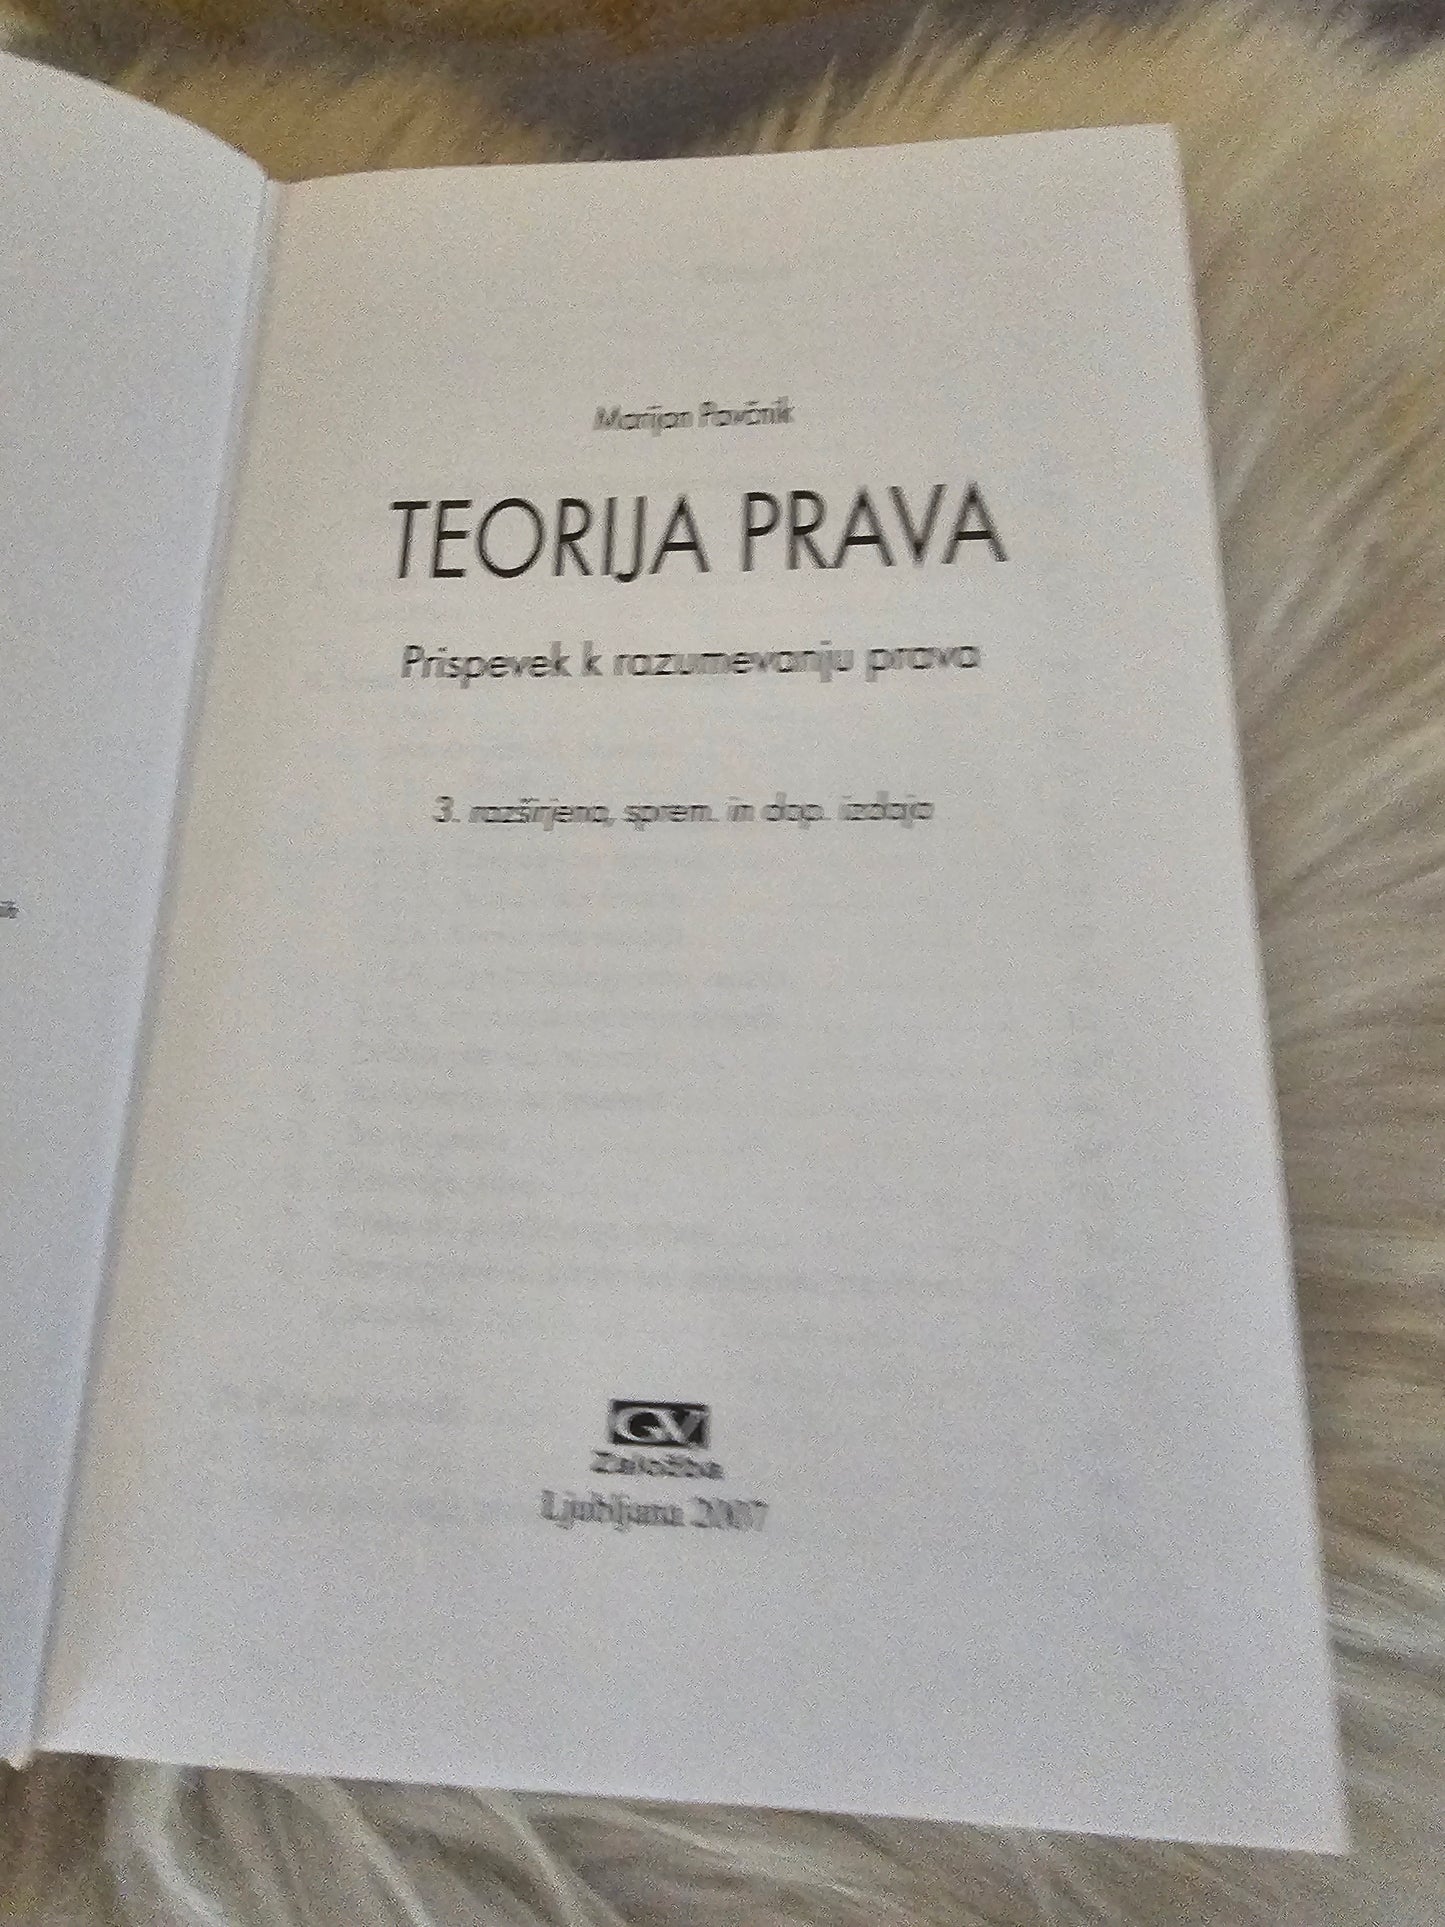 Marijan Pavčnik
TEORIJA PRAVA
Prispevek k razumevanju prava
3. razširjena, sprem. in dop. izdaja
GV
Založba
Ljubljana 2007